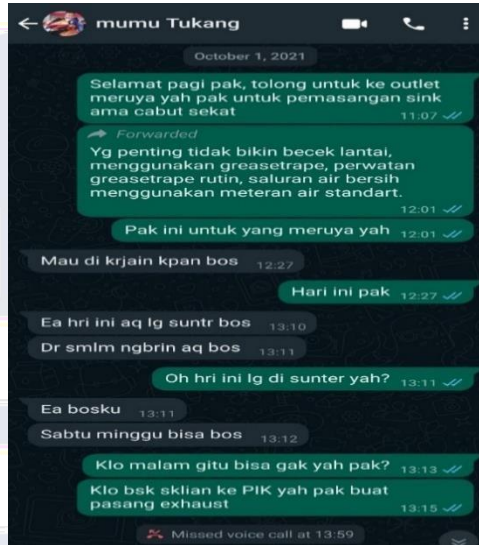 mumu Tukang
October 1, 2021
Selamat pagi pak, tolong untuk ke outlet
meruya yah pak untuk pemasangan sink
ama cabut sekat
11:07
Forwarded
Yg penting tidak bikin becek lantai,
menggunakan greasetrape, perwatan
greasetrape rutin, saluran air bersih
menggunakan meteran air standart.
12:01
Pak ini untuk yang meruya yah 12:01
Mau di krjain kpan bos 12:27
Hari ini pak 12:27
Ea hri ini aq lg suntr bos 13:10
Dr smlm ngbrin aq bos 13:11
Oh hri ini lg di sunter yah? 13:11
Ea bosku 13:11
Sabtu minggu bisa bos 13:12
Klo malam gitu bisa gak yah pak? 13:13
Klo bsk sklian ke PIK yah pak buat
pasang exhaust 13:15
Missed voice call at 13:59